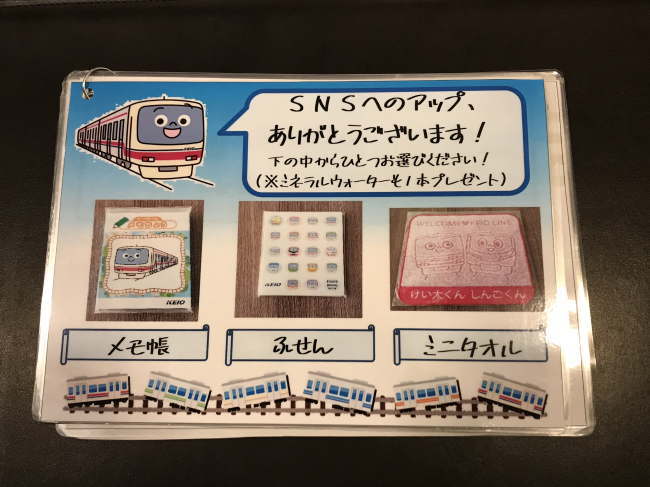 SNSへのアップ、
ありがとうございます!
下の中からひとつお選びください!
(※ミネラルウォーターも1本プレゼント)
KEIO
WELCOME♥KEIO LINE
けい太くん しんごくん
メモ帳
ふせん
ミニタオル